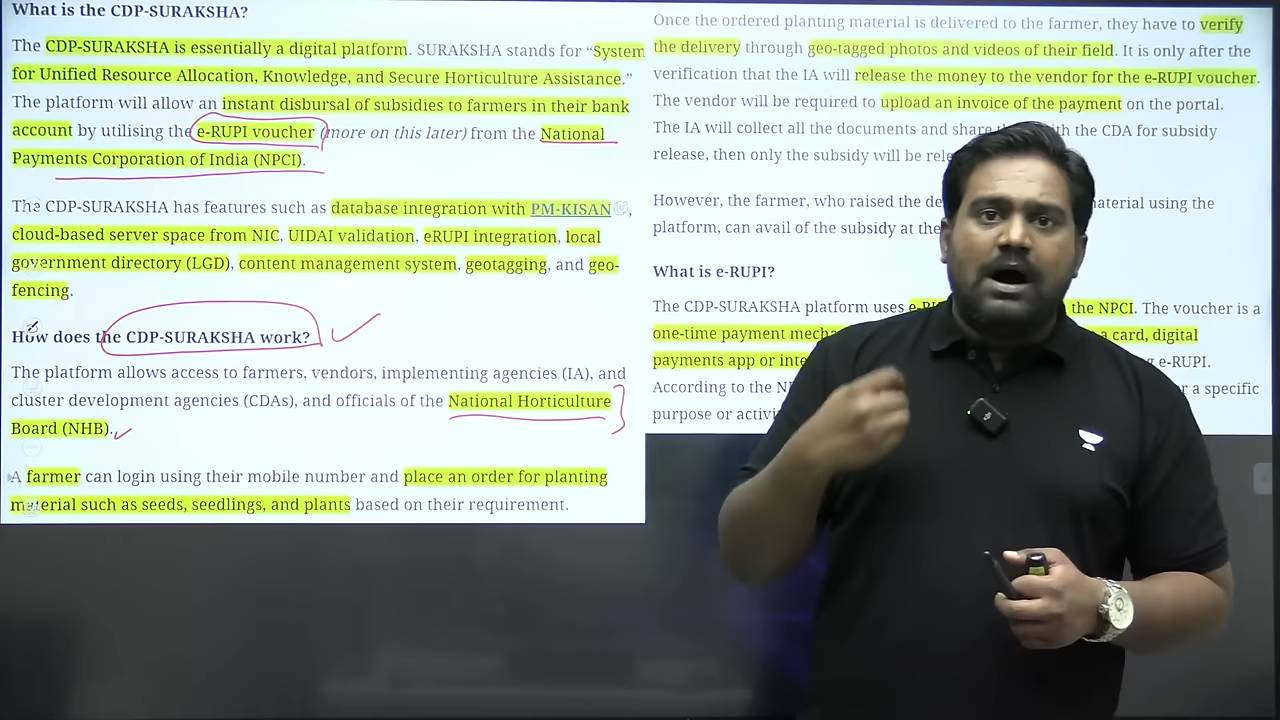 What is the CDP-SURAKSHA?
The CDP-SURAKSHA is essentially a digital platform. SURAKSHA stands for “System
for Unified Resource Allocation, Knowledge, and Secure Horticulture Assistance.”
The platform will allow an instant disbursal of subsidies to farmers in their bank
account by utilising the e-RUPI voucher (more on this later) from the National
Payments Corporation of India (NPCI).
The CDP-SURAKSHA has features such as database integration with PM-KISAN,
cloud-based server space from NIC, UIDAI validation, eRUPI integration, local
government directory (LGD), content management system, geotagging, and geo-
fencing.
How does the CDP-SURAKSHA work?
The platform allows access to farmers, vendors, implementing agencies (IA), and
cluster development agencies (CDAs), and officials of the National Horticulture
Board (NHB).
A farmer can login using their mobile number and place an order for planting
material such as seeds, seedlings, and plants based on their requirement.
Once the ordered planting material is delivered to the farmer, they have to verify
the delivery through geo-tagged photos and videos of their field. It is only after the
verification that the IA will release the money to the vendor for the e-RUPI voucher.
The vendor will be required to upload an invoice of the payment on the portal.
The IA will collect all the documents and share with the CDA for subsidy
release, then only the subsidy will be
However, the farmer, who raised the using the
platform, can avail of the subsidy at the
What is e-RUPI?
The CDP-SURAKSHA platform uses the NPCI. The voucher is a
one-time payment a card, digital
payments app or e-RUPI.
According to the a specific
purpose or